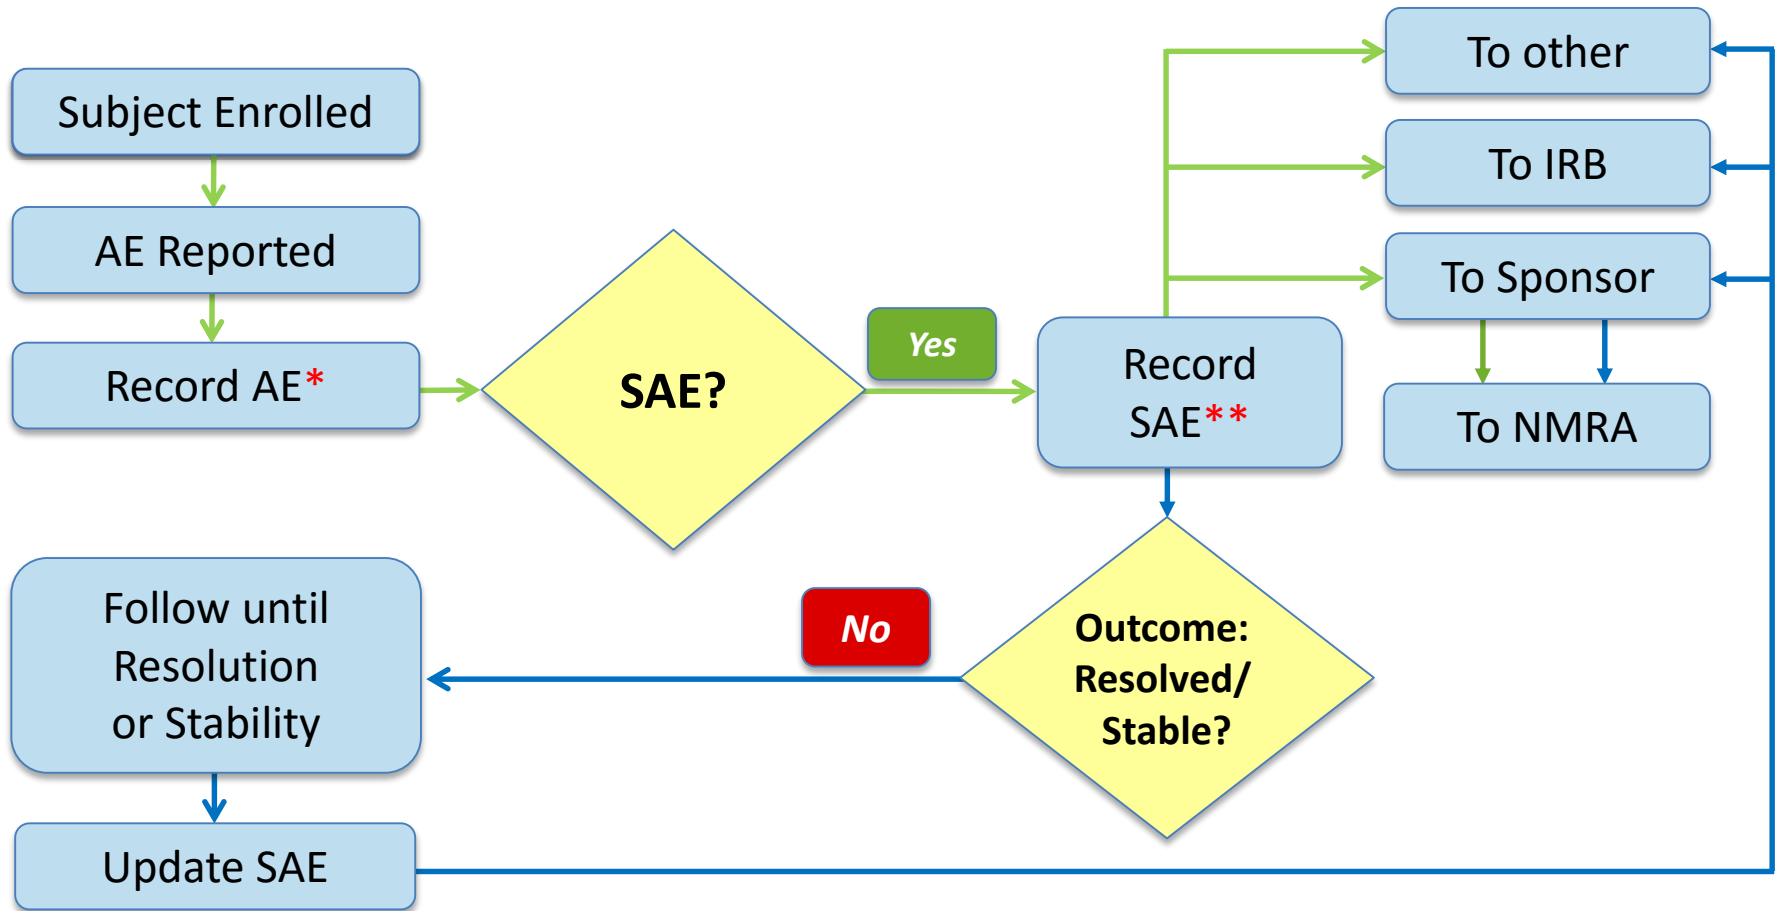 Subject Enrolled
AE Reported
Record AE*
SAE?
Yes
Record
SAE**
To other
To IRB
To Sponsor
To NMRA
Outcome:
Resolved/
Stable?
No
Follow until
Resolution
or Stability
Update SAE